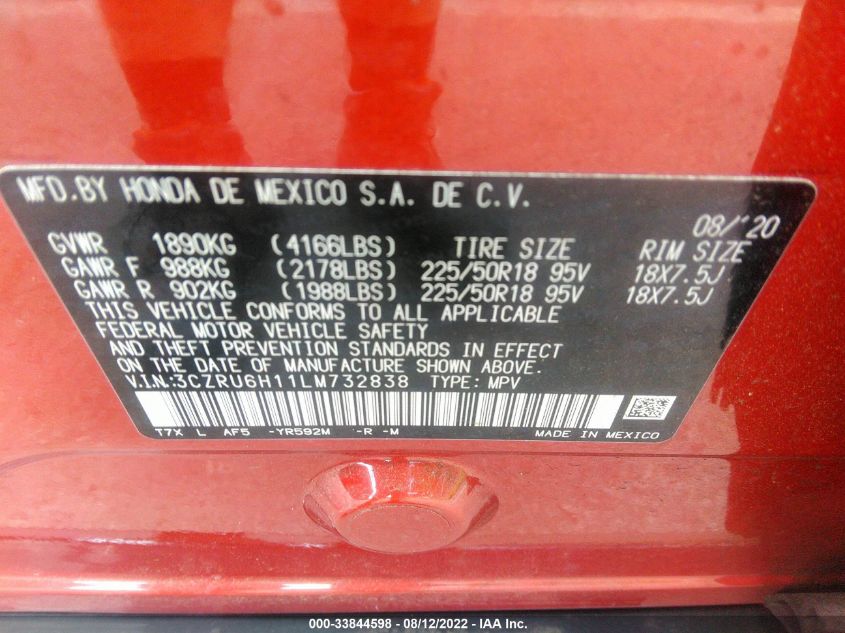 MFD.BY HONDA DE MEXICO S.A. DE C.V.
08/'20
GVWR 1890KG (4166LBS) TIRE SIZE RIM SIZE
GAWR F 988KG (2178LBS) 225/50R18 95V 18X7.5J
GAWR R 902KG (1988LBS) 225/50R18 95V 18X7.5J
THIS VEHICLE CONFORMS TO ALL APPLICABLE
FEDERAL MOTOR VEHICLE SAFETY
AND THEFT PREVENTION STANDARDS IN EFFECT
ON THE DATE OF MANUFACTURE SHOWN ABOVE.
V.I.N:3CZRU6H11LM732838 TYPE: MPV
T7X L AF5 -YR592M -R -M MADE IN MEXICO
000-33844598 - 08/12/2022 - IAA Inc.